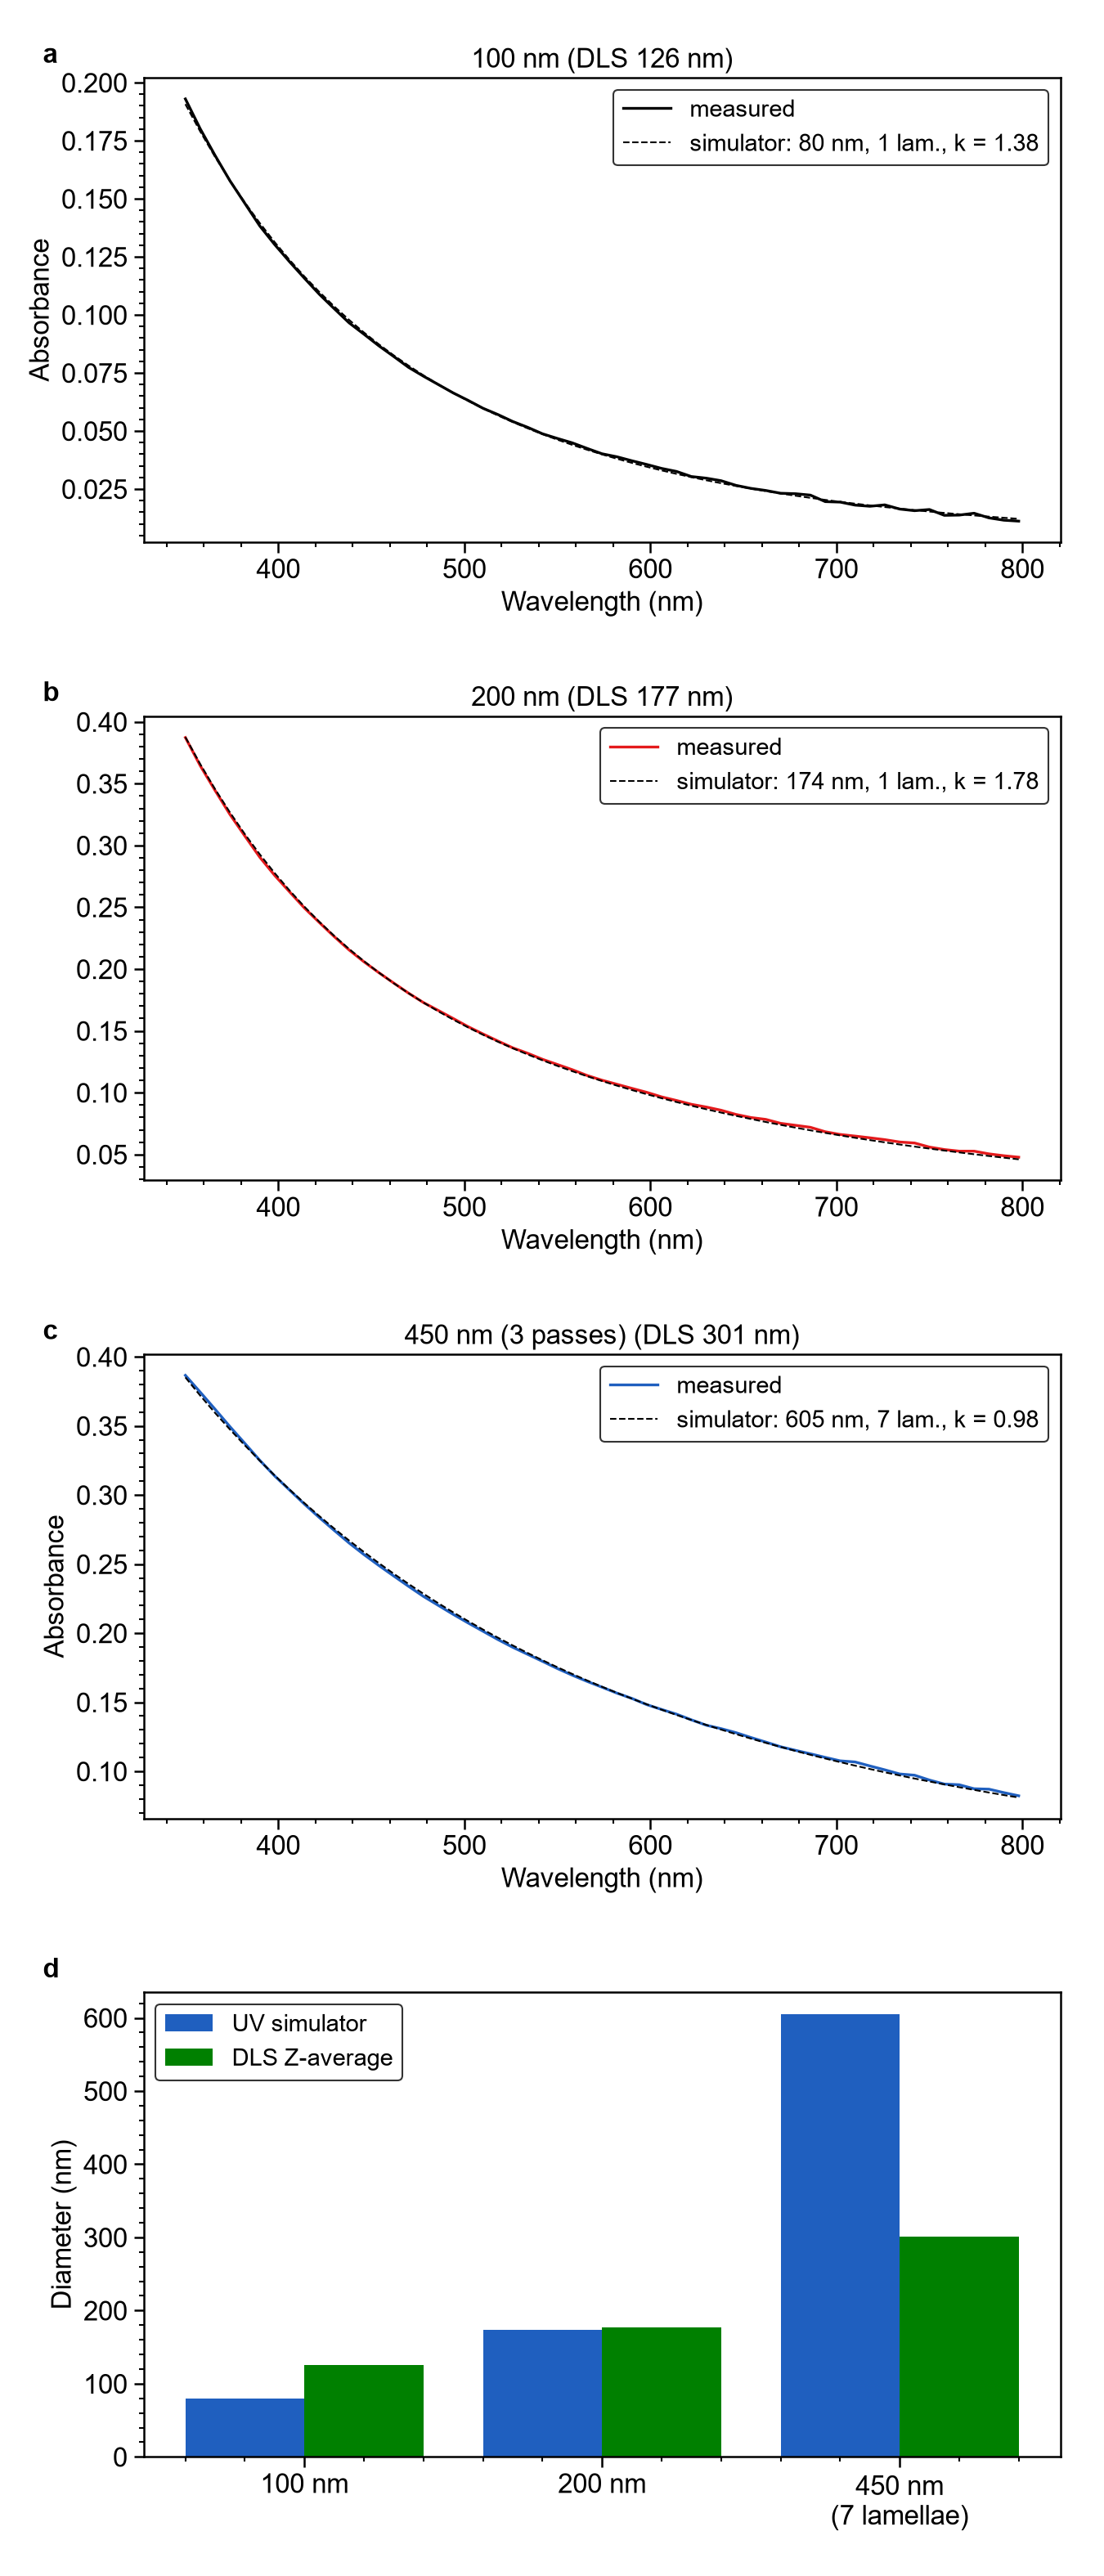 a
100 nm (DLS 126 nm)
0.200
0.175
0.150
0.125
0.100
0.075
0.050
0.025
Absorbance
measured
simulator: 80 nm, 1 lam., k = 1.38
400 500 600 700 800
Wavelength (nm)
b
200 nm (DLS 177 nm)
0.40
0.35
0.30
0.25
0.20
0.15
0.10
0.05
measured
simulator: 174 nm, 1 lam., k = 1.78
400 500 600 700 800
Wavelength (nm)
c
450 nm (3 passes) (DLS 301 nm)
0.40
0.35
0.30
0.25
0.20
0.15
0.10
Absorbance
measured
simulator: 605 nm, 7 lam., k = 0.98
400 500 600 700 800
Wavelength (nm)
d
600
500
400
300
200
100
0
Diameter (nm)
UV simulator
DLS Z-average
100 nm 200 nm 450 nm
(7 lamellae)